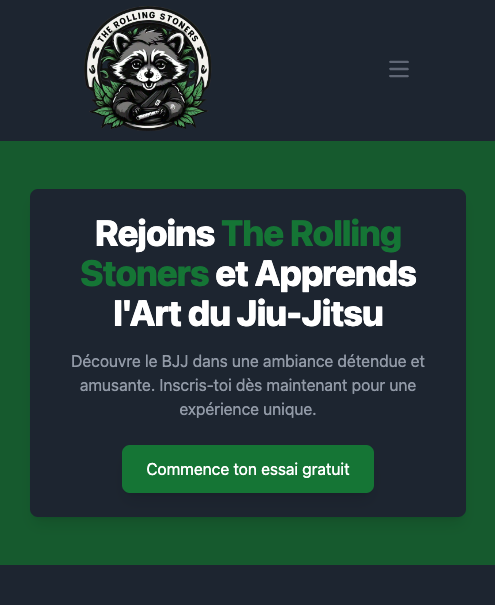 THE ROLLING STONERS
Rejoins The Rolling
Stoners et Apprends
l'Art du Jiu-Jitsu
Découvre le BJJ dans une ambiance détendue et
amusante. Inscris-toi dès maintenant pour une
expérience unique.
Commence ton essai gratuit